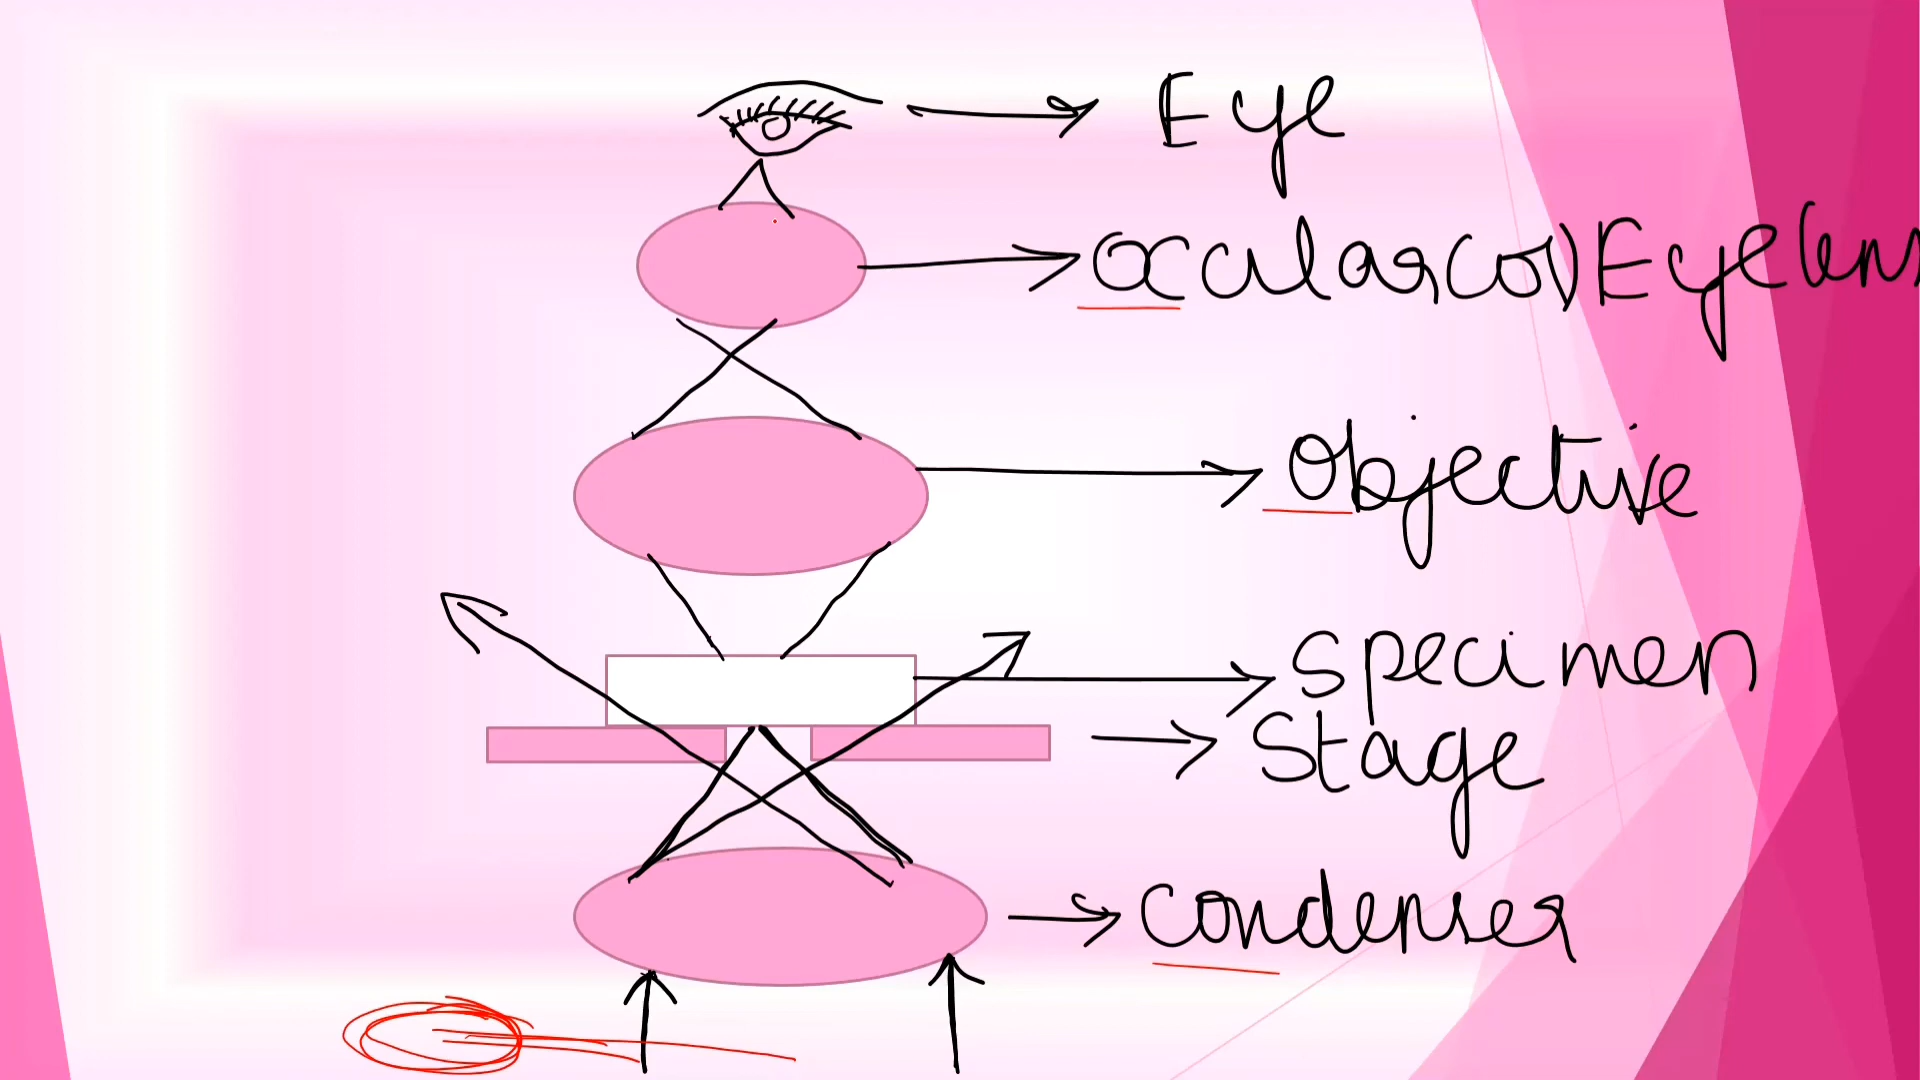 Eye
Ocular (or) Eye lens
Objective
Specimen
Stage
Condenser